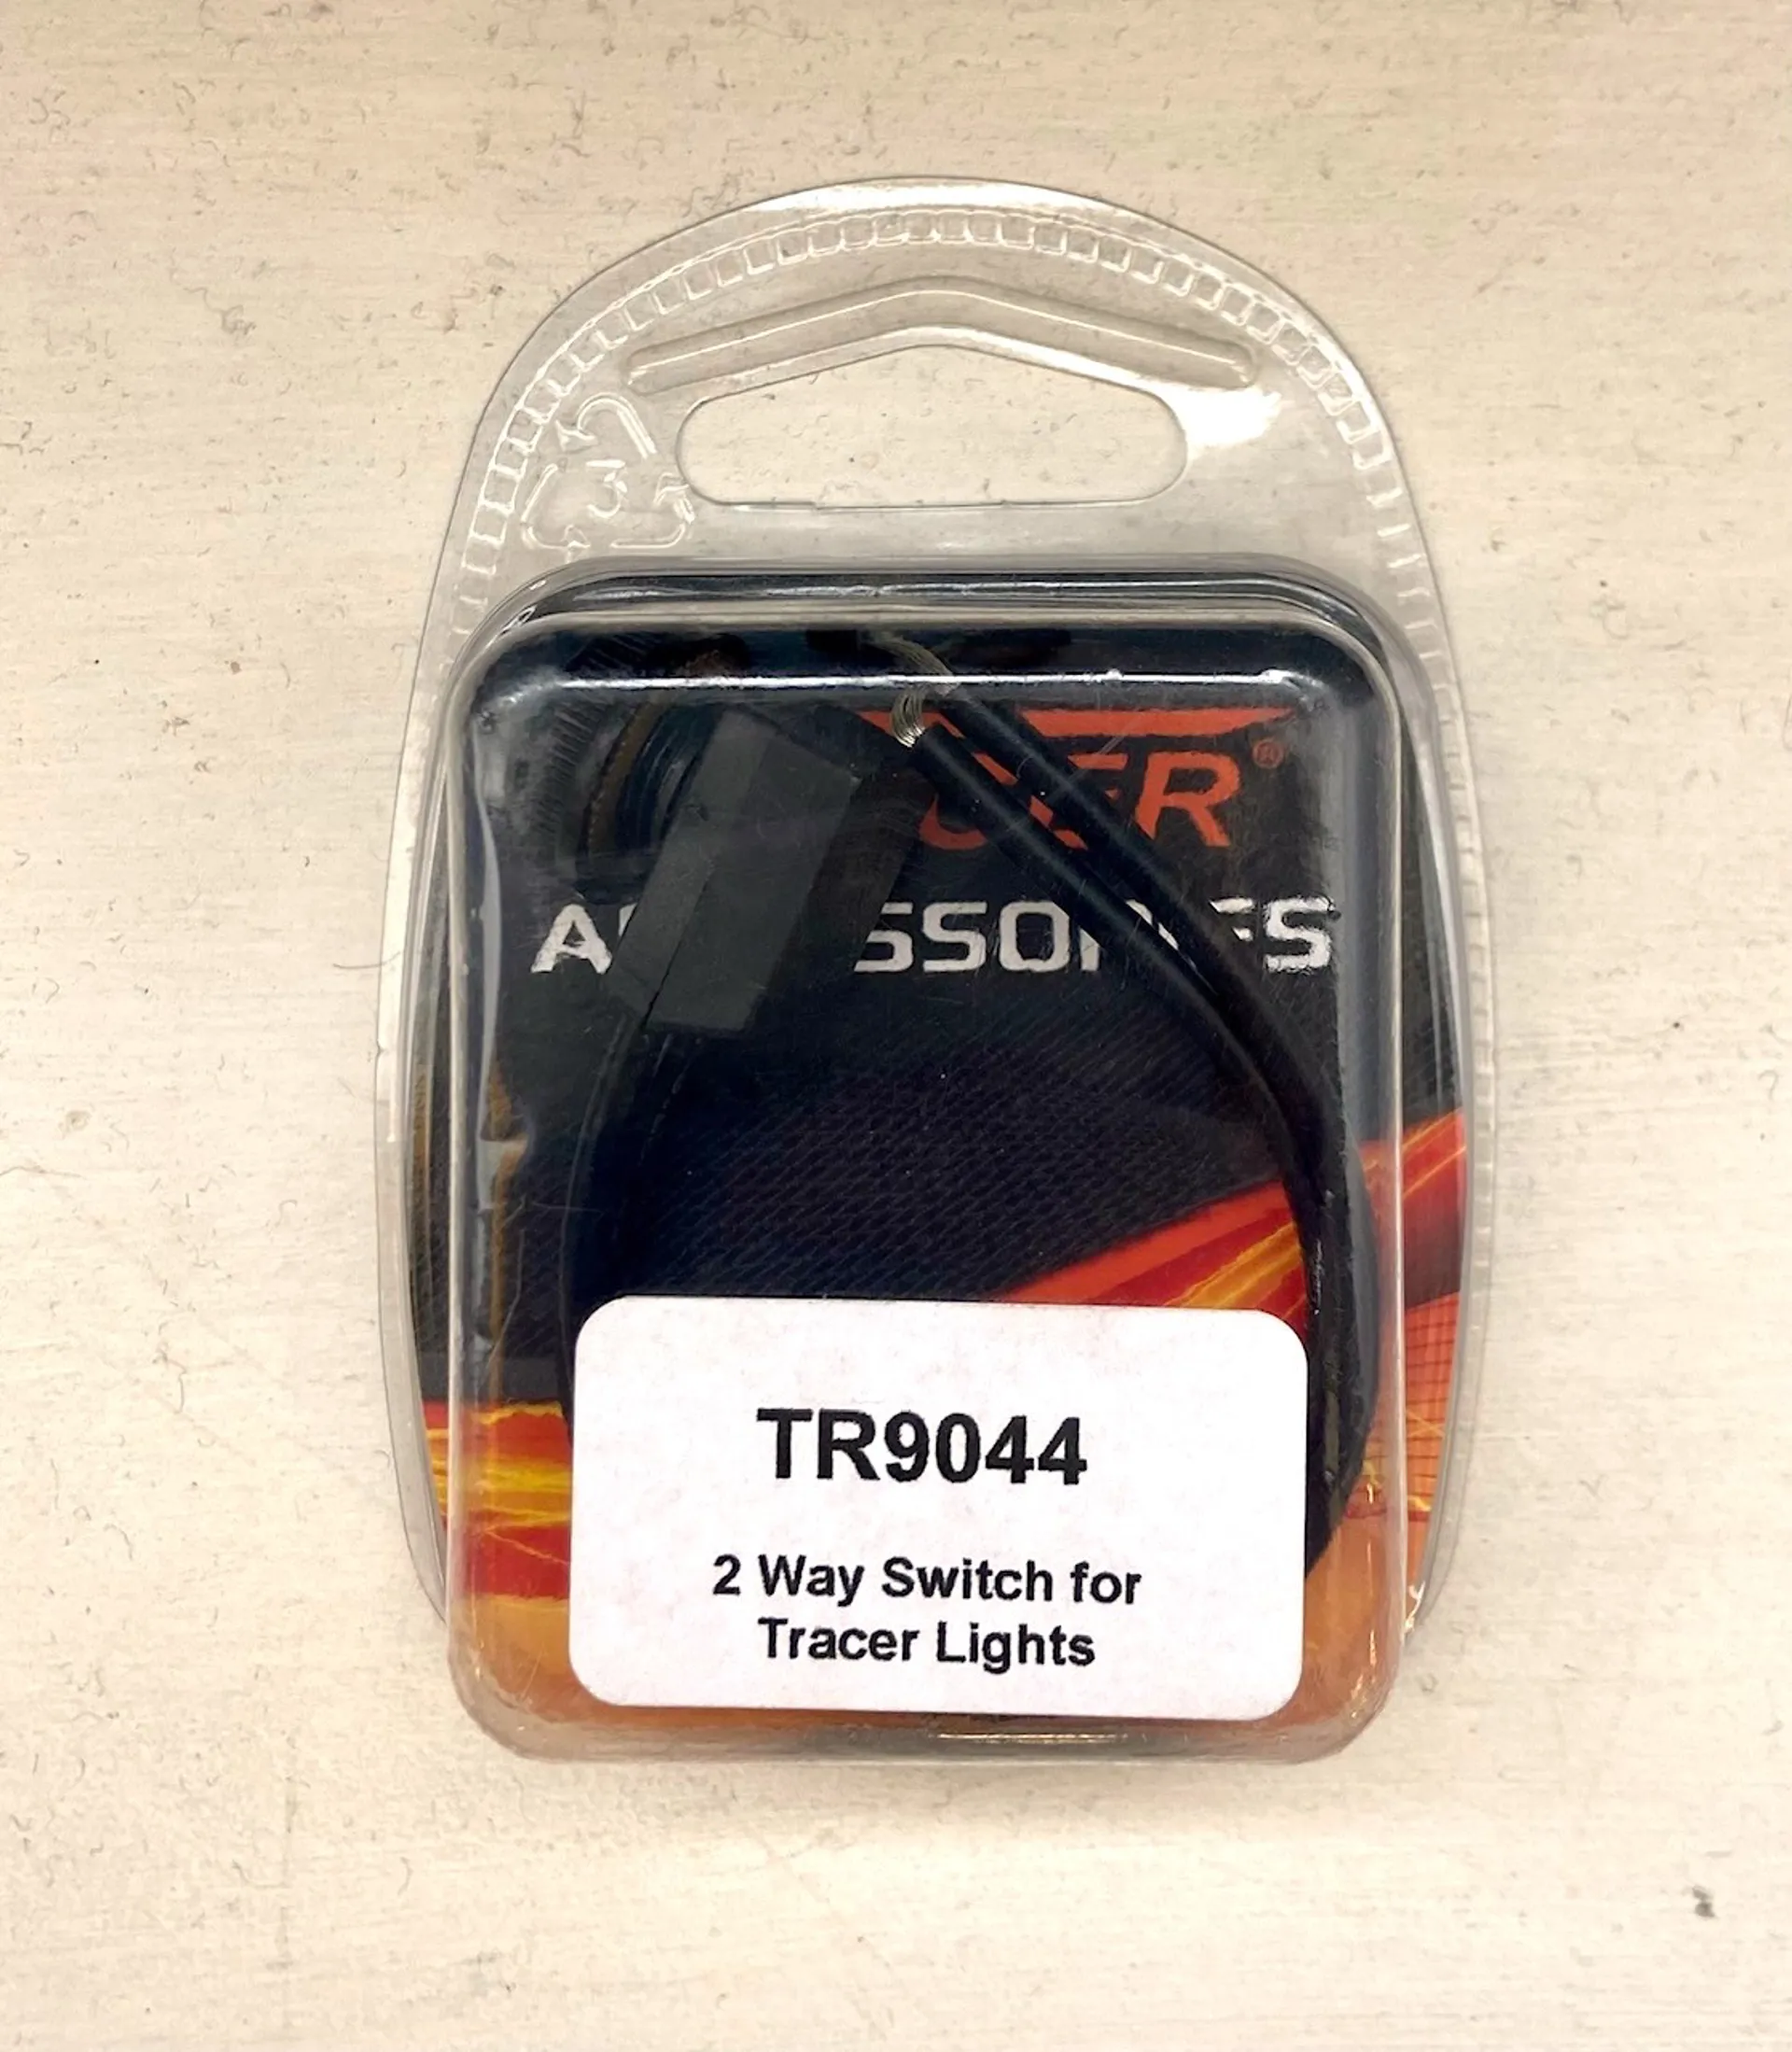 TR9044
2 Way Switch for
Tracer Lights